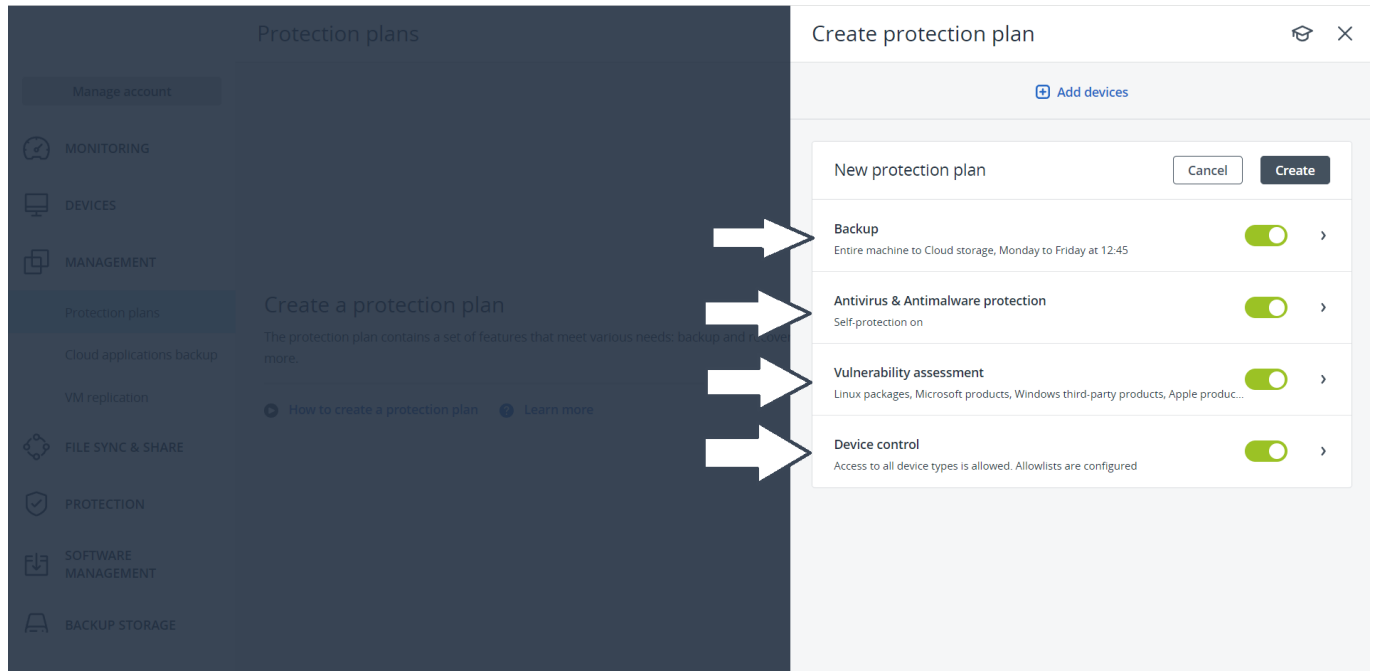 Protection plans
Manage account
MONITORING
DEVICES
MANAGEMENT
Protection plans
Cloud applications backup
VM replication
FILE SYNC & SHARE
PROTECTION
SOFTWARE
MANAGEMENT
BACKUP STORAGE
Create a protection plan
The protection plan contains a set of features that meet various needs: backup and recover
more.
How to create a protection plan
Learn more
Create protection plan
Add devices
New protection plan
Cancel
Create
Backup
Entire machine to Cloud storage, Monday to Friday at 12:45
Antivirus & Antimalware protection
Self-protection on
Vulnerability assessment
Linux packages, Microsoft products, Windows third-party products, Apple produc...
Device control
Access to all device types is allowed. Allowlists are configured